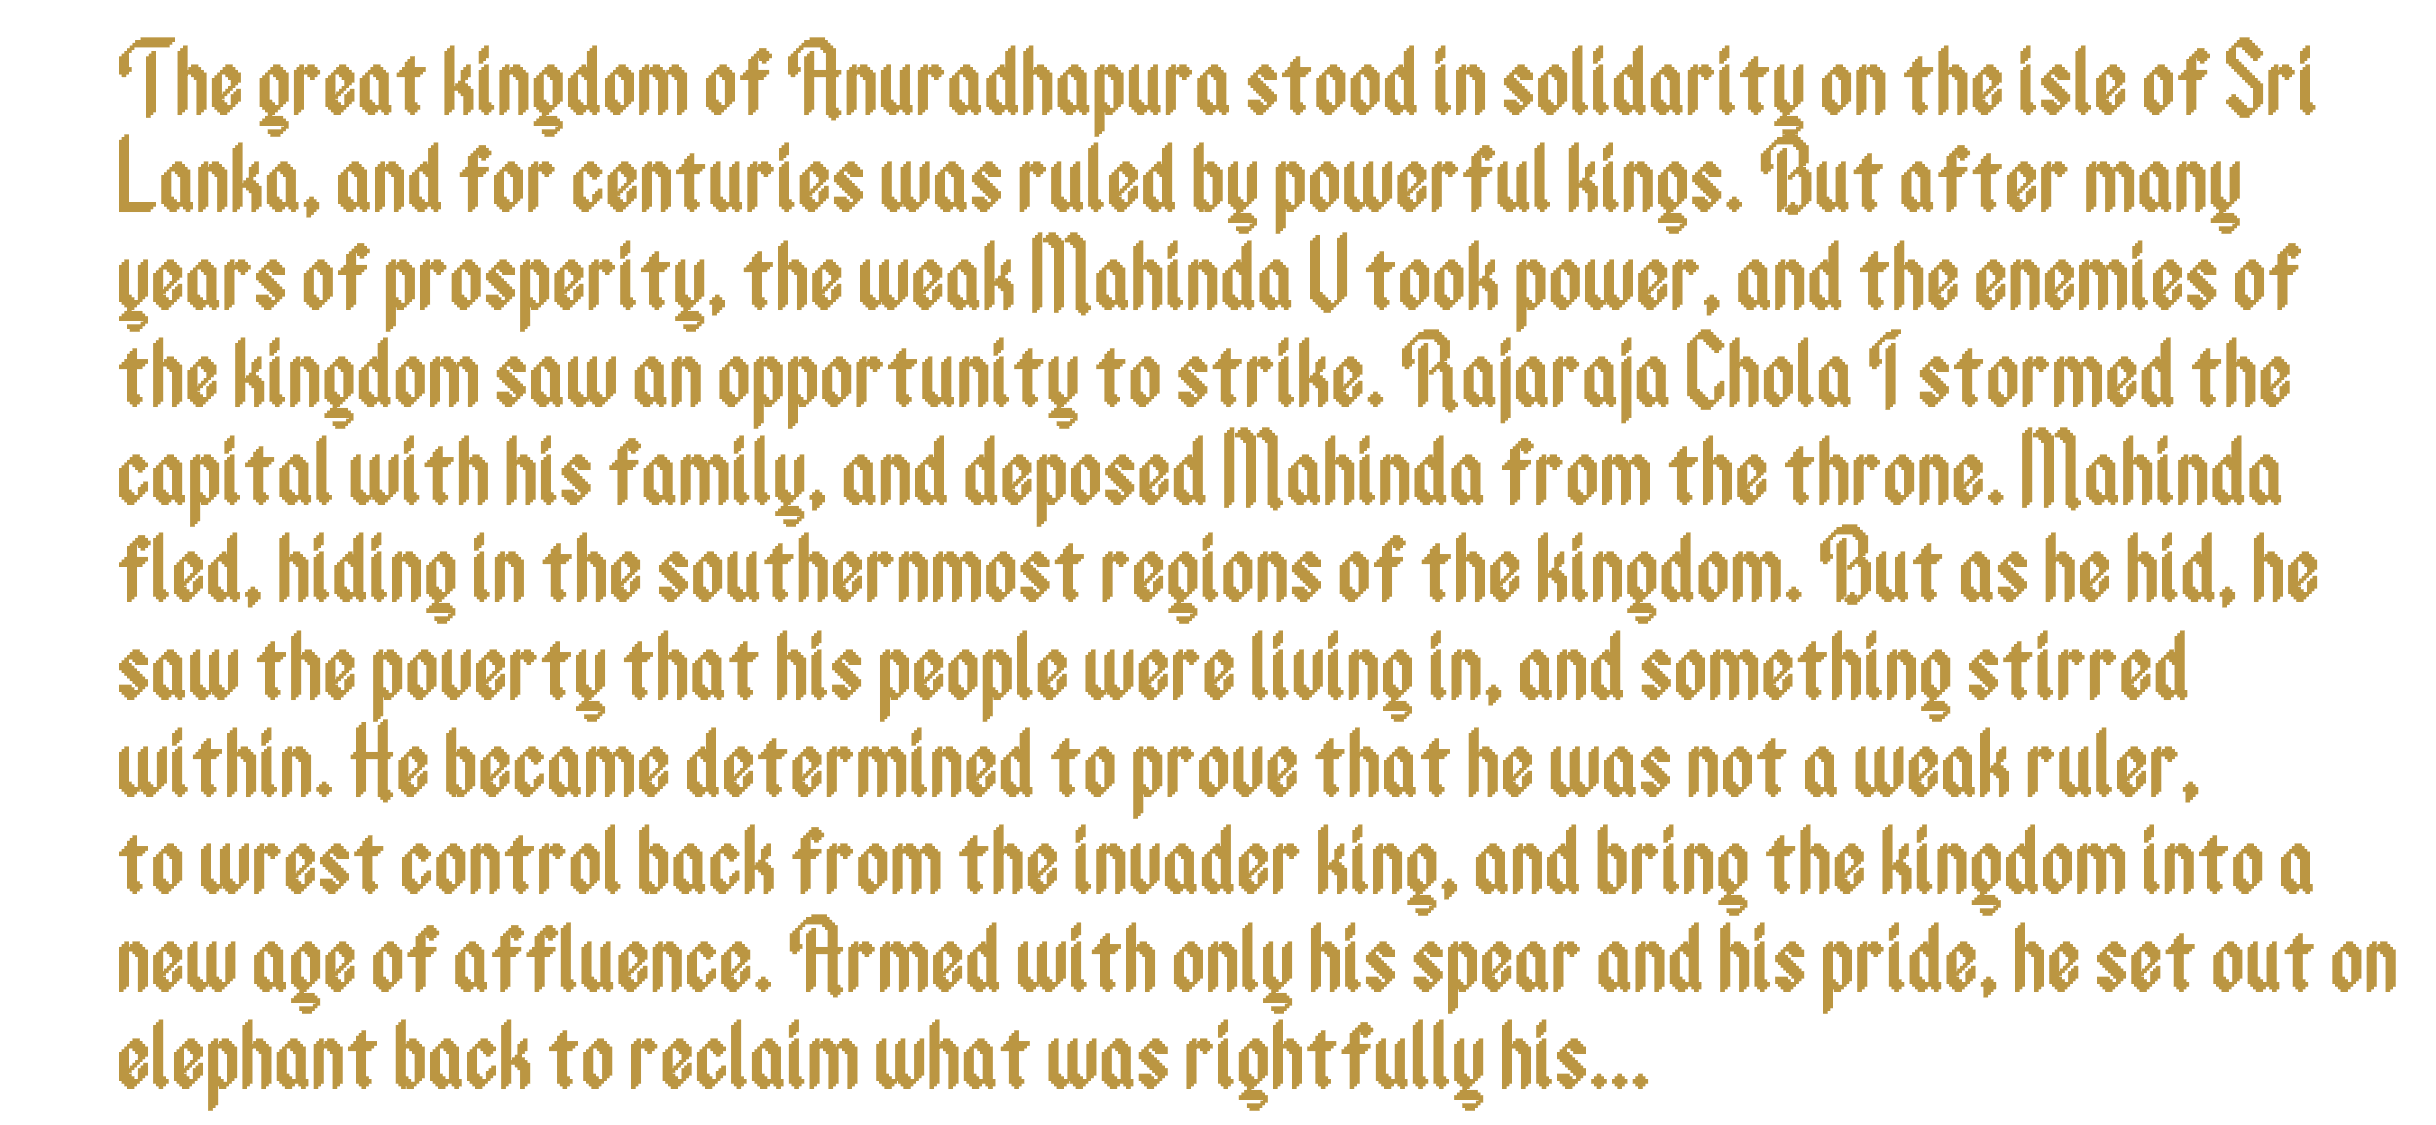 The great kingdom of Anuradhapura stood in solidarity on the isle of Sri
Lanka, and for centuries was ruled by powerful kings. But after many
years of prosperity, the weak Mahinda V took power, and the enemies of
the kingdom saw an opportunity to strike. Rajaraja Chola I stormed the
capital with his family, and deposed Mahinda from the throne. Mahinda
fled, hiding in the southernmost regions of the kingdom. But as he hid, he
saw the poverty that his people were living in, and something stirred
within. He became determined to prove that he was not a weak ruler,
to wrest control back from the invader king, and bring the kingdom into a
new age of affluence. Armed with only his spear and his pride, he set out on
elephant back to reclaim what was rightfully his...